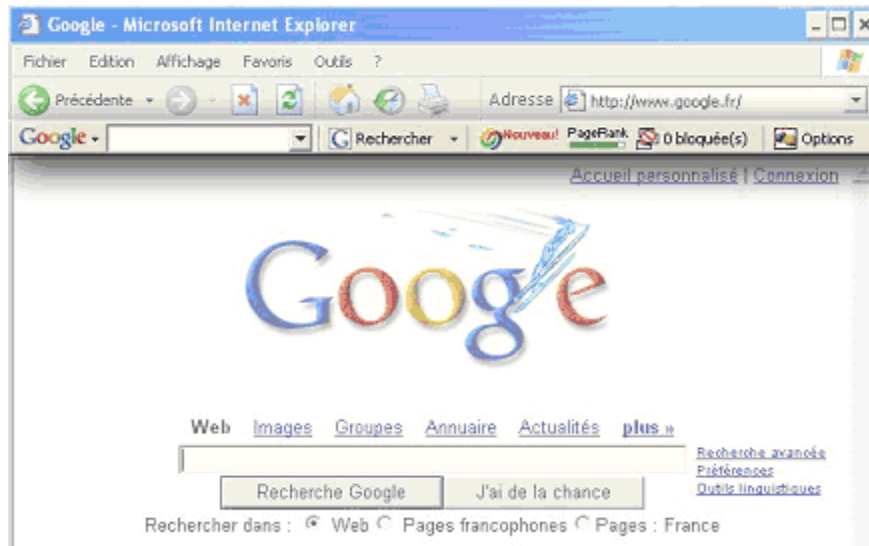 Google - Microsoft Internet Explorer
Fichier Edition Affichage Favoris Outils ?
Précédente Adresse http://www.google.fr/
Google Rechercher Nouveau! PageRank 0 bloquée(s) Options
Accueil personnalisé | Connexion
Google
Web Images Groupes Annuaire Actualités plus »
Recherche avancée
Préférences
Outils linguistiques
Recherche Google J'ai de la chance
Rechercher dans : Web Pages francophones Pages : France